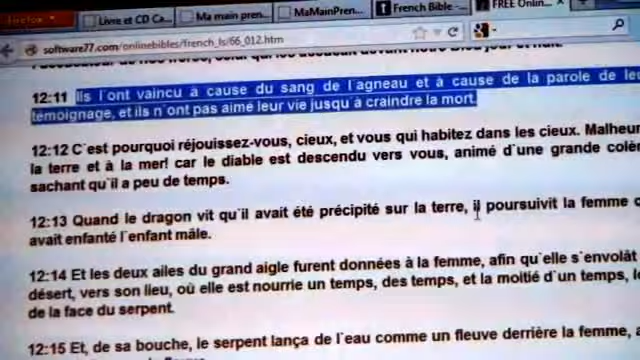 Firefox
Livre et CD Ca...
Ma main pren...
MaMainPren...
French Bible -
FREE Onlin...
software77.com/onlinebibles/french_ls/66_012.htm
12:11 Ils l´ont vaincu à cause du sang de l´agneau et à cause de la parole de leu
témoignage, et ils n´ont pas aimé leur vie jusqu´à craindre la mort.
12:12 C´est pourquoi réjouissez-vous, cieux, et vous qui habitez dans les cieux. Malheur
la terre et à la mer! car le diable est descendu vers vous, animé d´une grande colèr
sachant qu´il a peu de temps.
12:13 Quand le dragon vit qu´il avait été précipité sur la terre, il poursuivit la femme q
avait enfanté l´enfant mâle.
12:14 Et les deux ailes du grand aigle furent données à la femme, afin qu´elle s´envolât
désert, vers son lieu, où elle est nourrie un temps, des temps, et la moitié d´un temps, lo
de la face du serpent.
12:15 Et, de sa bouche, le serpent lança de l´eau comme un fleuve derrière la femme, a